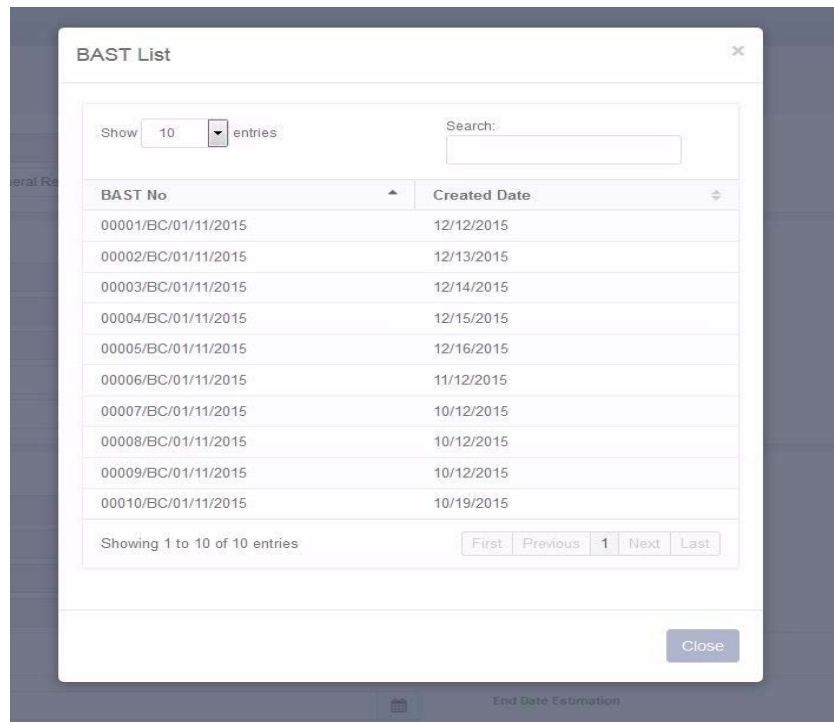 BAST List
×
Show 10 entries
Search:
BAST No Created Date
00001/BC/01/11/2015 12/12/2015
00002/BC/01/11/2015 12/13/2015
00003/BC/01/11/2015 12/14/2015
00004/BC/01/11/2015 12/15/2015
00005/BC/01/11/2015 12/16/2015
00006/BC/01/11/2015 11/12/2015
00007/BC/01/11/2015 10/12/2015
00008/BC/01/11/2015 10/12/2015
00009/BC/01/11/2015 10/12/2015
00010/BC/01/11/2015 10/19/2015
Showing 1 to 10 of 10 entries
First Previous 1 Next Last
Close
End Date Estimation